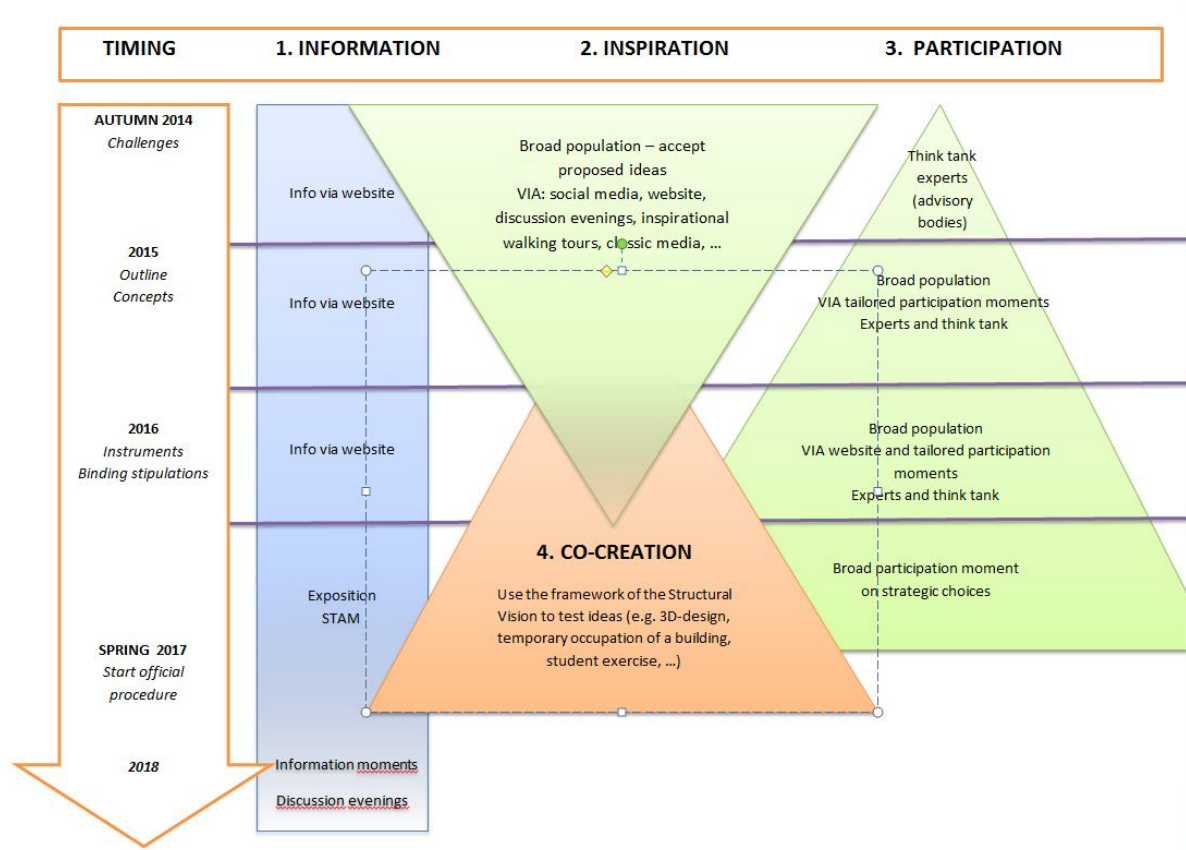 TIMING
1. INFORMATION
2. INSPIRATION
3. PARTICIPATION
AUTUMN 2014
Challenges
2015
Outline
Concepts
2016
Instruments
Binding stipulations
SPRING 2017
Start official
procedure
2018
Info via website
Info via website
Info via website
Exposition
STAM
Information moments
Discussion evenings
Broad population – accept
proposed ideas
VIA: social media, website,
discussion evenings, inspirational
walking tours, classic media, ...
4. CO-CREATION
Use the framework of the Structural
Vision to test ideas (e.g. 3D-design,
temporary occupation of a building,
student exercise, ...)
Think tank
experts
(advisory
bodies)
Broad population
VIA tailored participation moments
Experts and think tank
Broad population
VIA website and tailored participation
moments
Experts and think tank
Broad participation moment
on strategic choices